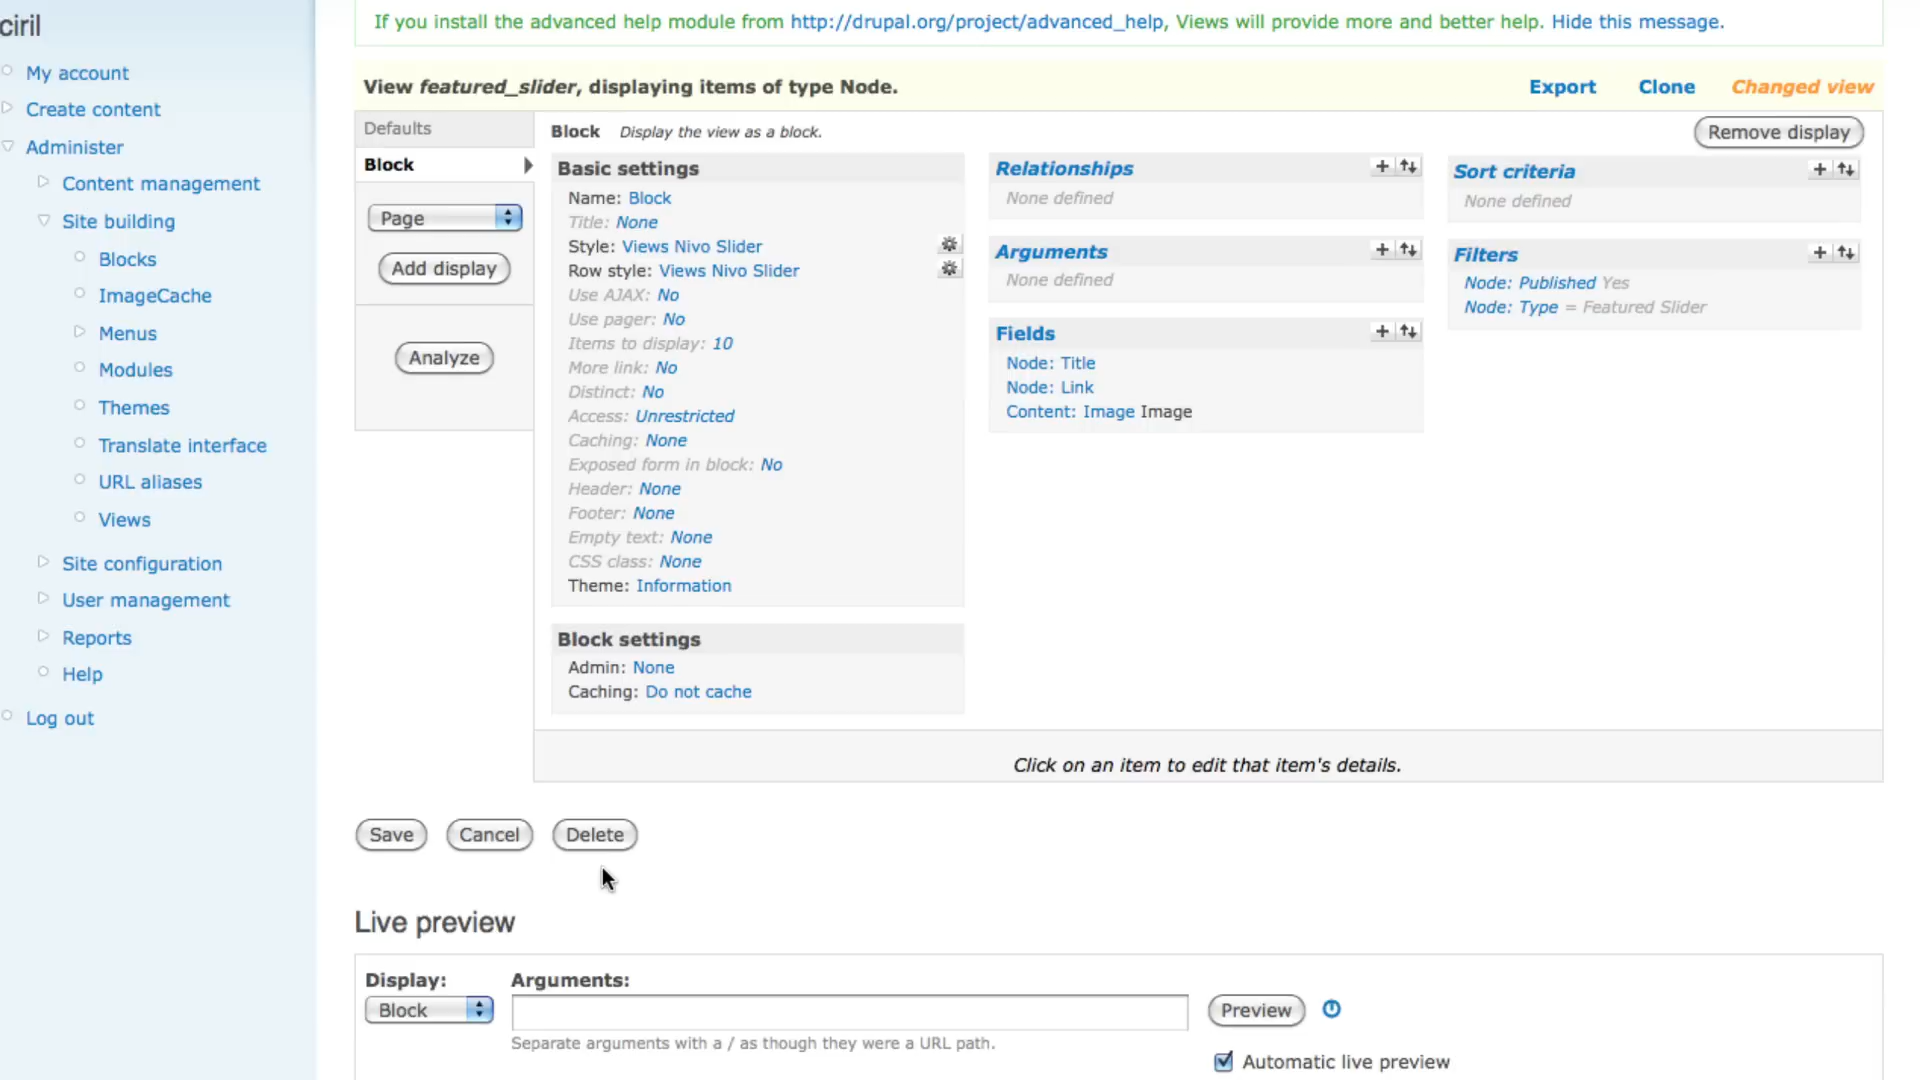 ciril
My account
Create content
Administer
Content management
Site building
Blocks
ImageCache
Menus
Modules
Themes
Translate interface
URL aliases
Views
Site configuration
User management
Reports
Help
Log out
If you install the advanced help module from http://drupal.org/project/advanced_help, Views will provide more and better help. Hide this message.
View featured_slider, displaying items of type Node.
Export Clone Changed view
Defaults
Block
Page
Add display
Analyze
Block Display the view as a block.
Remove display
Basic settings
Name: Block
Title: None
Style: Views Nivo Slider
Row style: Views Nivo Slider
Use AJAX: No
Use pager: No
Items to display: 10
More link: No
Distinct: No
Access: Unrestricted
Caching: None
Exposed form in block: No
Header: None
Footer: None
Empty text: None
CSS class: None
Theme: Information
Block settings
Admin: None
Caching: Do not cache
Relationships
None defined
Arguments
None defined
Fields
Node: Title
Node: Link
Content: Image Image
Sort criteria
None defined
Filters
Node: Published Yes
Node: Type = Featured Slider
Click on an item to edit that item's details.
Save Cancel Delete
Live preview
Display: Arguments:
Block
Preview
Separate arguments with a / as though they were a URL path.
Automatic live preview